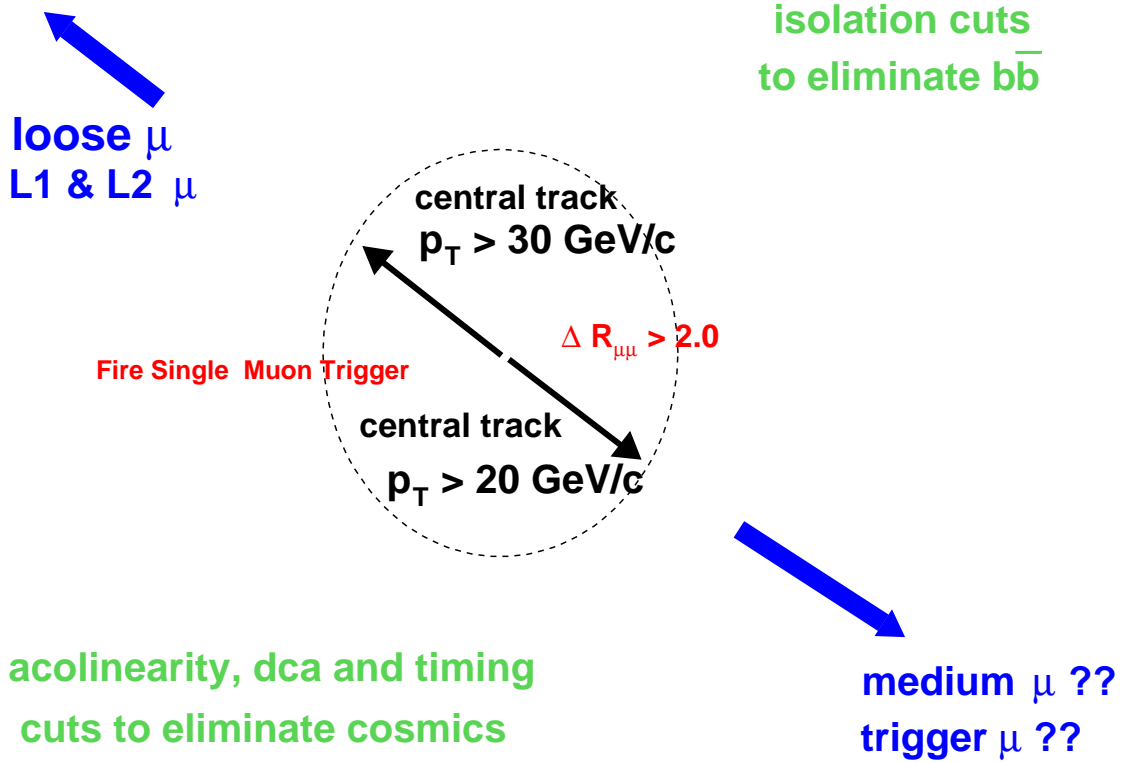 isolation cuts
to eliminate bb̅
loose μ
L1 & L2 μ
central track
p_T > 30 GeV/c
Δ R_μμ > 2.0
Fire Single Muon Trigger
central track
p_T > 20 GeV/c
acolinearity, dca and timing
cuts to eliminate cosmics
medium μ ??
trigger μ ??